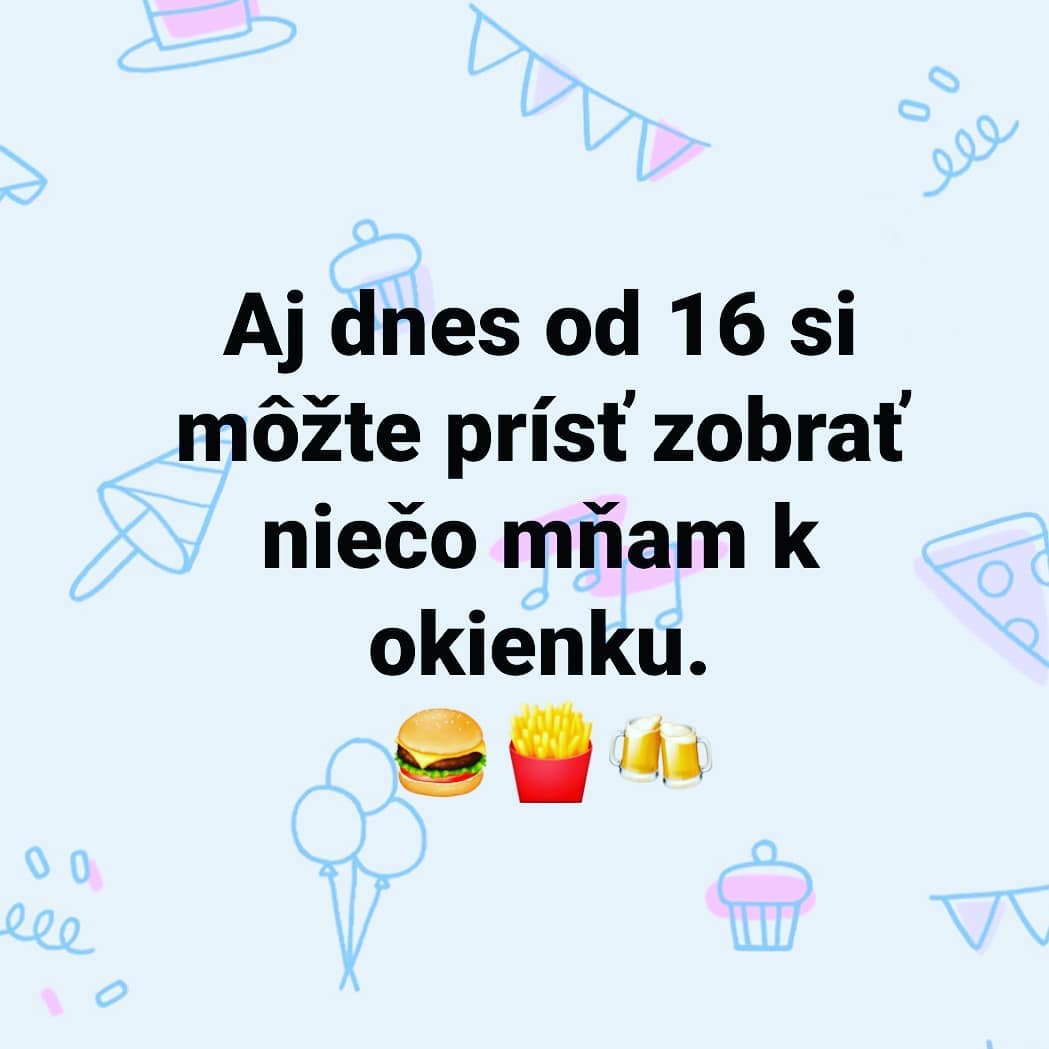 Aj dnes od 16 si
môžte prísť zobrať
niečo mňam k
okienku.
🍔🍟🍻